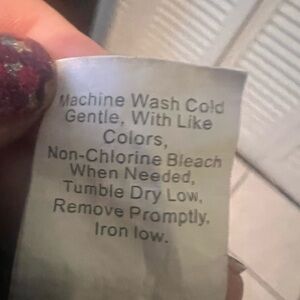 Machine Wash Cold
Gentle, With Like
Colors,
Non-Chlorine Bleach
When Needed,
Tumble Dry Low,
Remove Promptly.
Iron low.